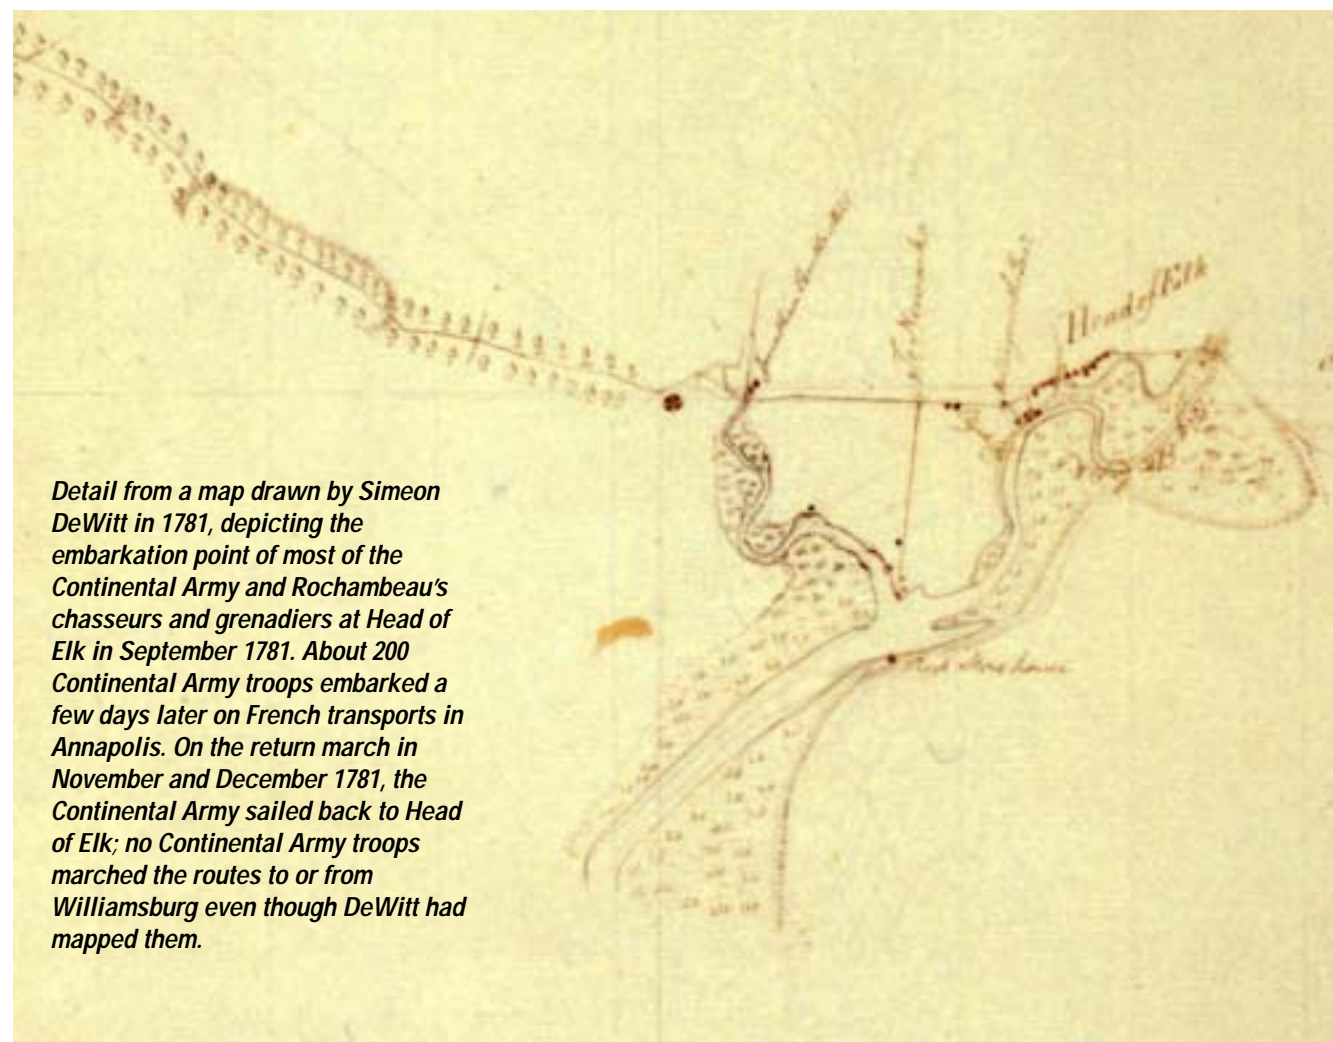 Head of Elk
To Newark
Detail from a map drawn by Simeon
DeWitt in 1781, depicting the
embarkation point of most of the
Continental Army and Rochambeau's
chasseurs and grenadiers at Head of
Elk in September 1781. About 200
Continental Army troops embarked a
few days later on French transports in
Annapolis. On the return march in
November and December 1781, the
Continental Army sailed back to Head
of Elk; no Continental Army troops
marched the routes to or from
Williamsburg even though DeWitt had
mapped them.